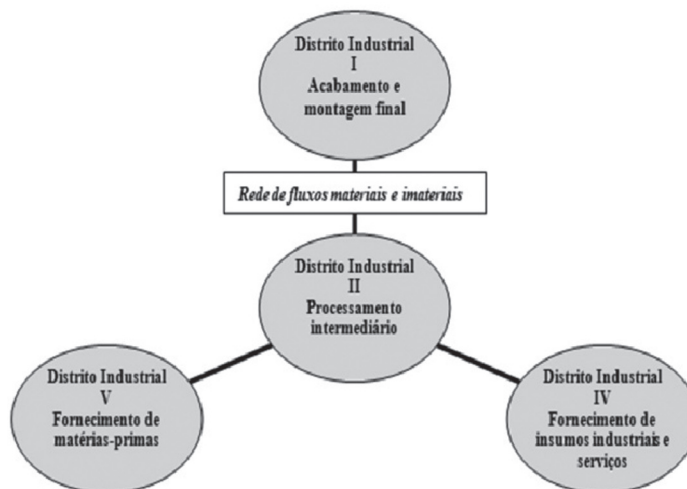 Distrito Industrial
I
Acabamento e
montagem final
Rede de fluxos materiais e imateriais
Distrito Industrial
II
Processamento
intermediário
Distrito Industrial
V
Fornecimento de
matérias-primas
Distrito Industrial
IV
Fornecimento de
insumos industriais e
serviços